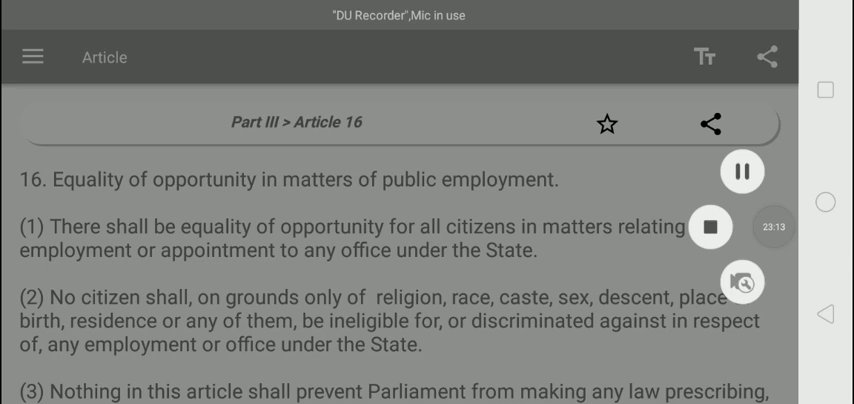 "DU Recorder",Mic in use
Article
Part III > Article 16
16. Equality of opportunity in matters of public employment.
(1) There shall be equality of opportunity for all citizens in matters relating
employment or appointment to any office under the State.
23:13
(2) No citizen shall, on grounds only of religion, race, caste, sex, descent, place
birth, residence or any of them, be ineligible for, or discriminated against in respect
of, any employment or office under the State.
(3) Nothing in this article shall prevent Parliament from making any law prescribing,